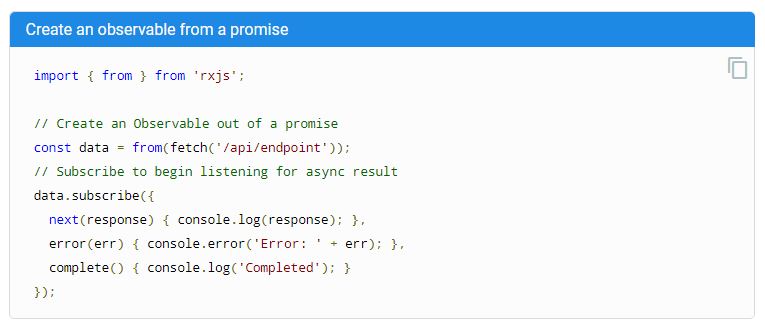 Create an observable from a promise
import { from } from 'rxjs';
// Create an Observable out of a promise
const data = from(fetch('/api/endpoint'));
// Subscribe to begin listening for async result
data.subscribe({
  next(response) { console.log(response); },
  error(err) { console.error('Error: ' + err); },
  complete() { console.log('Completed'); }
});